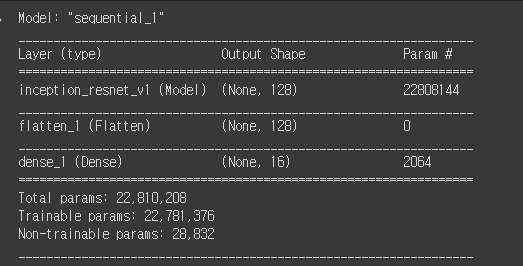 Model: "sequential_1"
_________________________________________________________________
Layer (type)                 Output Shape              Param #
=================================================================
inception_resnet_v1 (Model)  (None, 128)               22808144
_________________________________________________________________
flatten_1 (Flatten)          (None, 128)               0
_________________________________________________________________
dense_1 (Dense)              (None, 16)                2064
=================================================================
Total params: 22,810,208
Trainable params: 22,781,376
Non-trainable params: 28,832
_________________________________________________________________